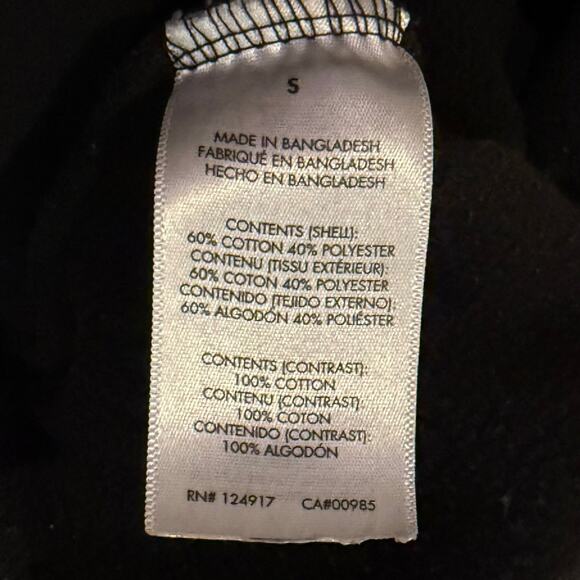 S
MADE IN BANGLADESH
FABRIQUÉ EN BANGLADESH
HECHO EN BANGLADESH
CONTENTS (SHELL):
60% COTTON 40% POLYESTER
CONTENU (TISSU EXTÉRIEUR):
60% COTON 40% POLYESTER
CONTENIDO (TEJIDO EXTERNO):
60% ALGODÓN 40% POLIÉSTER
CONTENTS (CONTRAST):
100% COTTON
CONTENU (CONTRAST):
100% COTON
CONTENIDO (CONTRAST):
100% ALGODÓN
RN# 124917 CA#00985